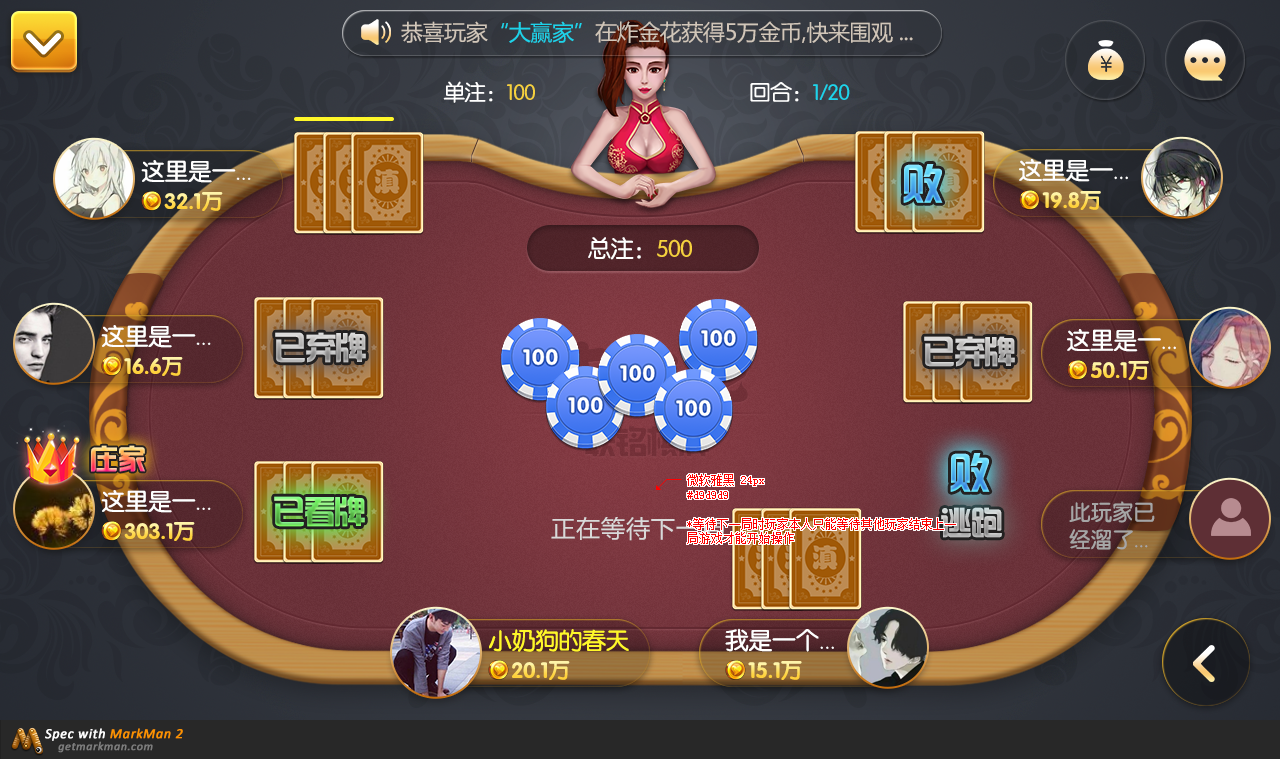 恭喜玩家“大赢家”在炸金花获得5万金币,快来围观 ...
单注: 100
回合: 1/20
¥
这里是一...
32.1万
滇
败
这里是一...
19.8万
总注: 500
这里是一...
16.6万
已弃牌
100
100
100
100
100
已弃牌
这里是一...
50.1万
庄家
这里是一...
303.1万
已看牌
微软雅黑 24px
#d9d9d9
败
逃跑
此玩家已
经溜了...
正在等待下一
*等待下一局时玩家本人只能等待其他玩家结束上一
局游戏才能开始操作
滇
小奶狗的春天
20.1万
我是一个...
15.1万
Spec with MarkMan 2
getmarkman.com